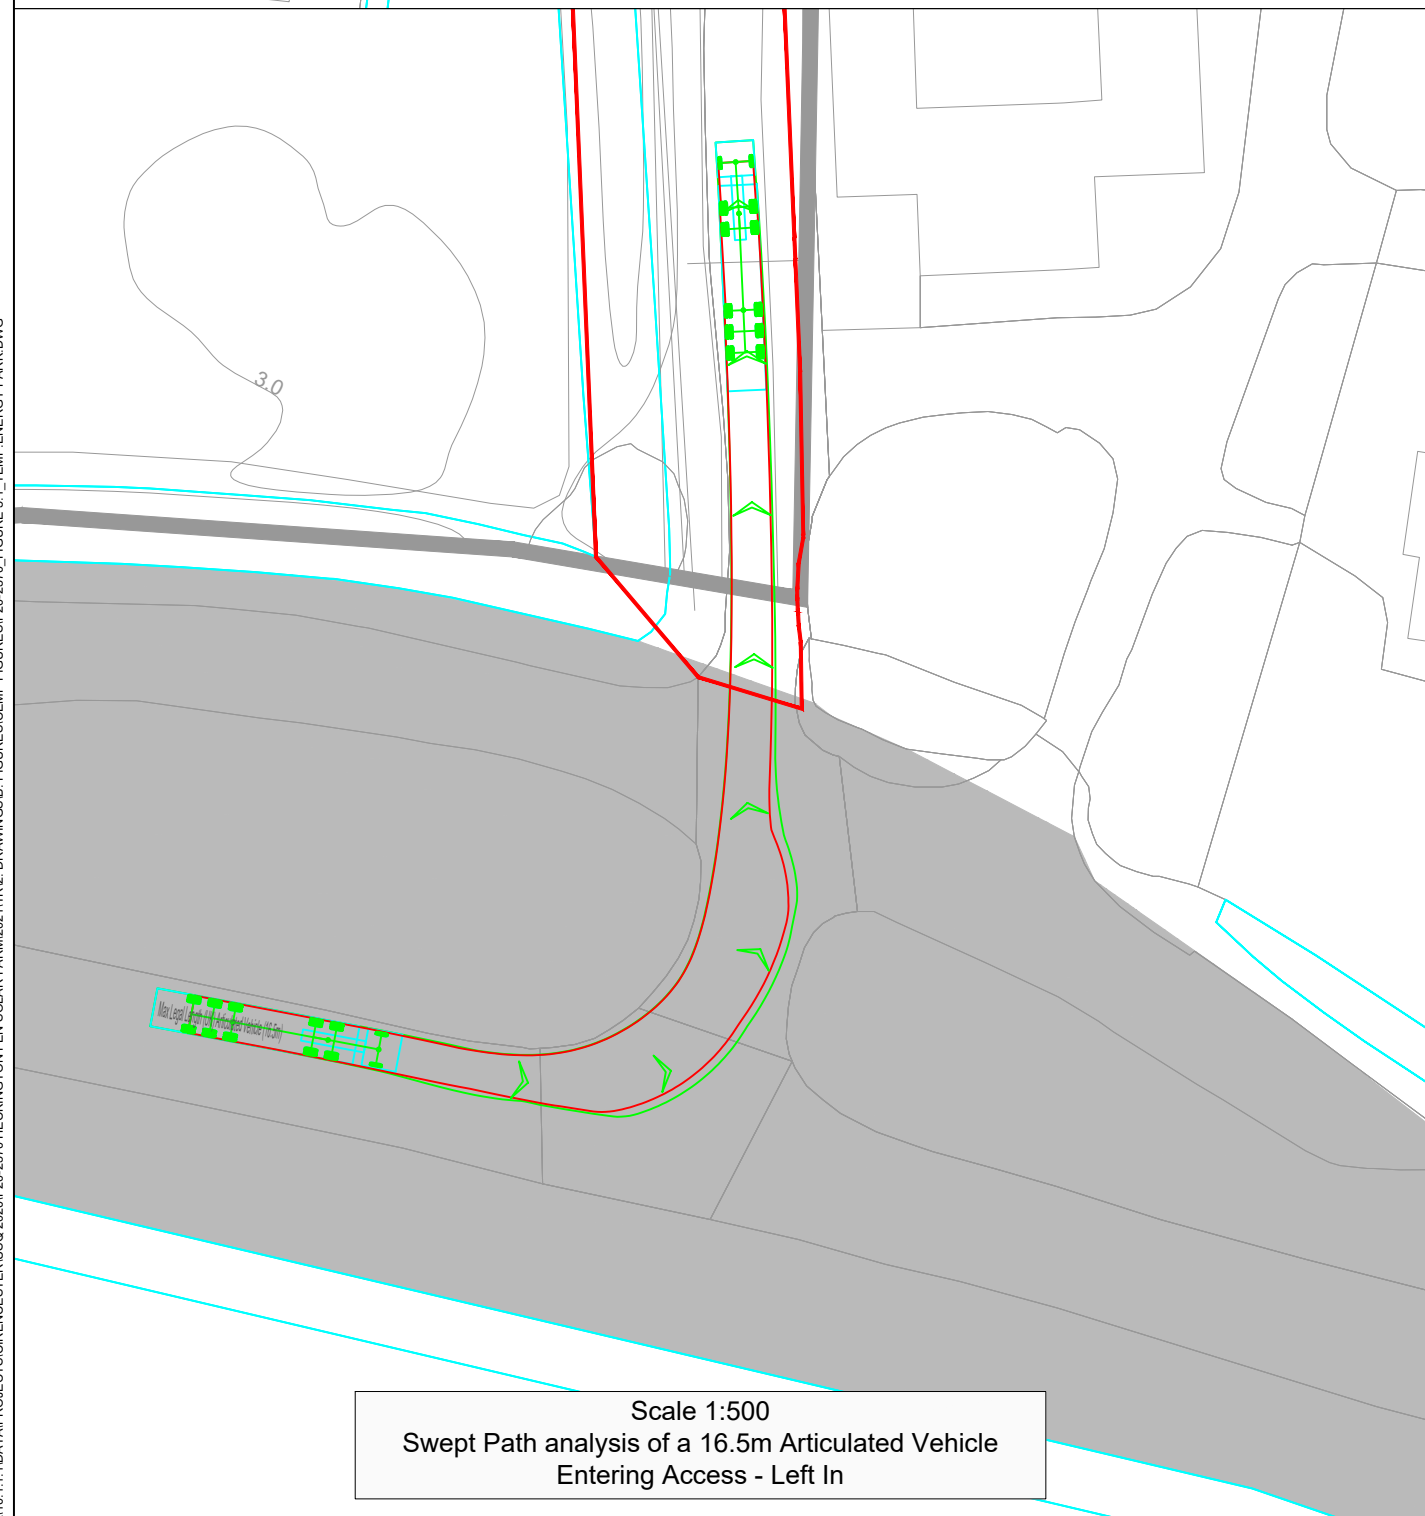 3.0
Max Legal Length (UK) Articulated Vehicle (16.5m)
Scale 1:500
Swept Path analysis of a 16.5m Articulated Vehicle
Entering Access - Left In